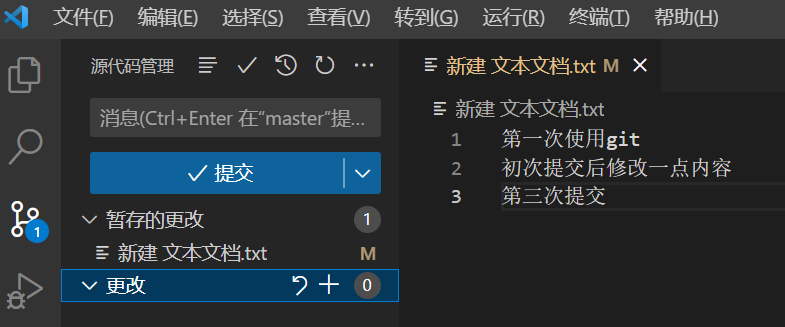 文件(F) 编辑(E) 选择(S) 查看(V) 转到(G) 运行(R) 终端(T) 帮助(H)
源代码管理
新建 文本文档.txt M
消息(Ctrl+Enter 在“master”提...
新建 文本文档.txt
1 第一次使用git
2 初次提交后修改一点内容
3 第三次提交
提交
暂存的更改 1
新建 文本文档.txt M
更改 0
1